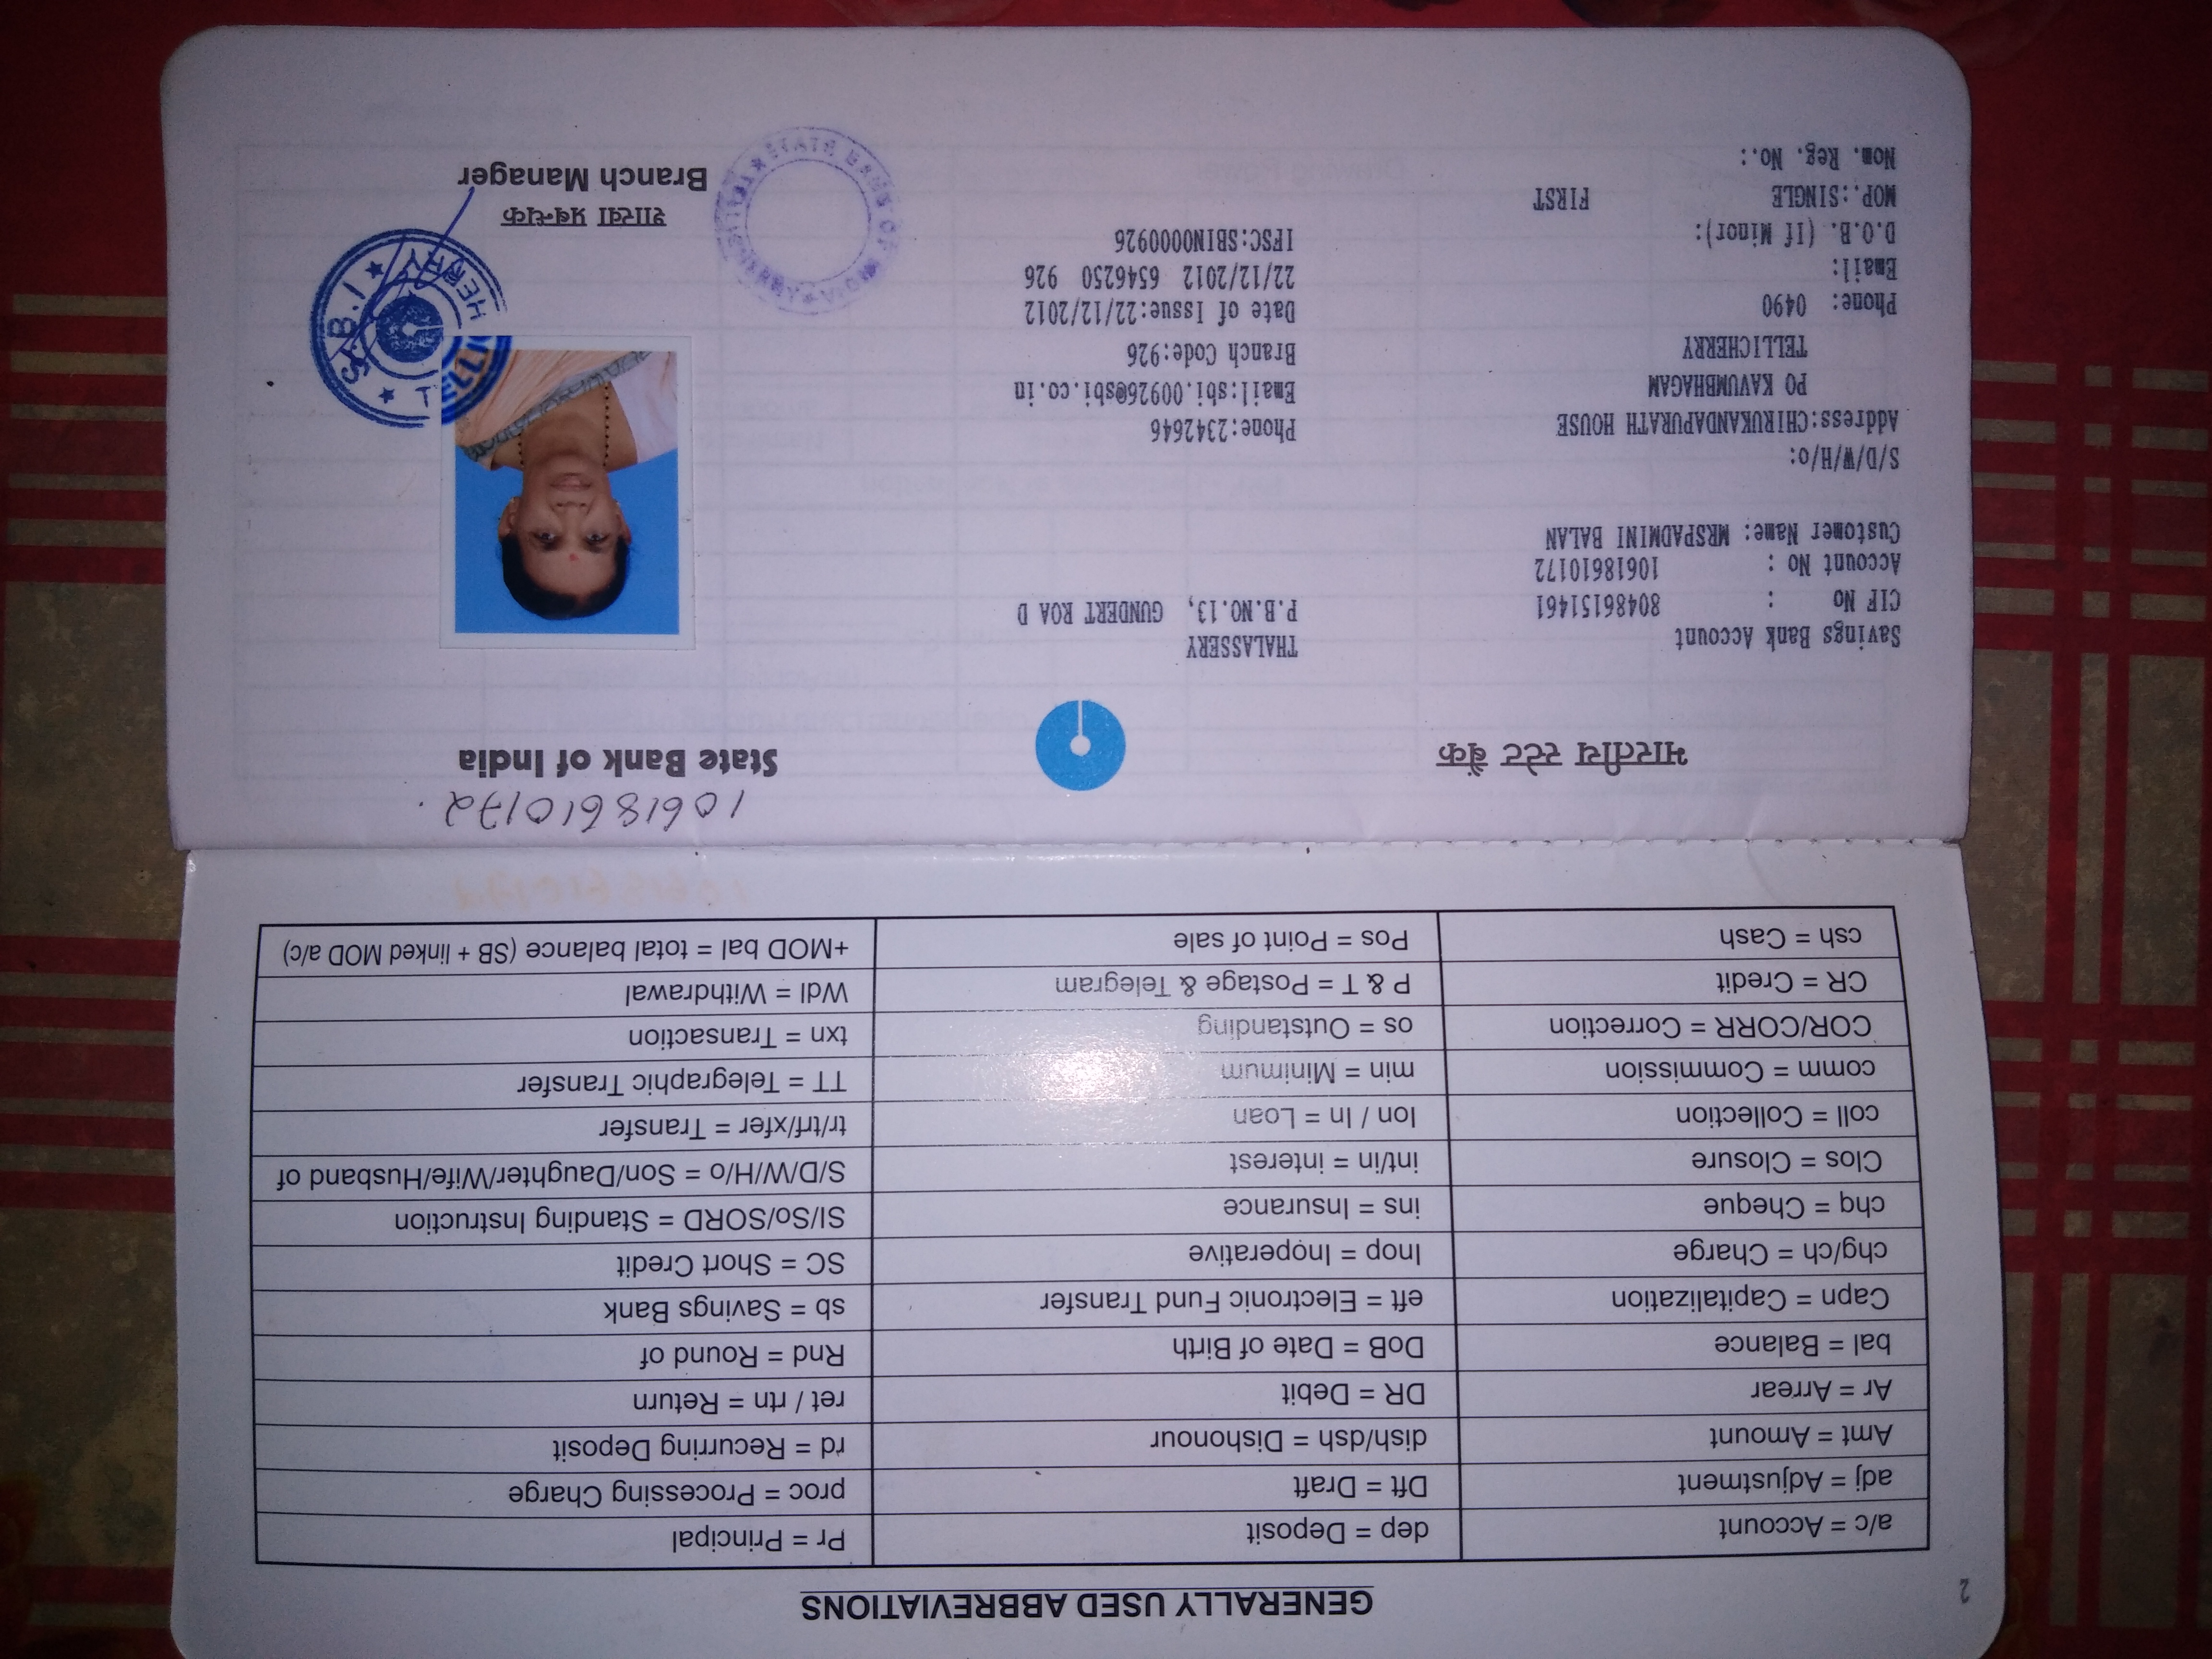 2
GENERALLY USED ABBREVIATIONS
a/c = Account dep = Deposit Pr = Principal
adj = Adjustment Dft = Draft proc = Processing Charge
Amt = Amount dish/dsh = Dishonour rd = Recurring Deposit
Ar = Arrear DR = Debit ret / rtn = Return
bal = Balance DoB = Date of Birth Rnd = Round of
Capn = Capitalization eft = Electronic Fund Transfer sb = Savings Bank
chg/ch = Charge Inop = Inoperative SC = Short Credit
chq = Cheque ins = Insurance SI/So/SORD = Standing Instruction
Clos = Closure int/in = interest S/D/W/H/o = Son/Daughter/Wife/Husband of
coll = Collection lon / ln = Loan tr/trf/xfer = Transfer
comm = Commission min = Minimum TT = Telegraphic Transfer
COR/CORR = Correction os = Outstanding txn = Transaction
CR = Credit P & T = Postage & Telegram Wdl = Withdrawal
csh = Cash Pos = Point of sale +MOD bal = total balance (SB + linked MOD a/c)
10618610172.
भारतीय स्टेट बैंक State Bank of India
Savings Bank Account THALASSERY
CIF No : 80486151461 P.B.NO.13, GUNDERT ROA D
Account No : 10618610172
Customer Name: MRSPADMINI BALAN
S/D/W/H/o: Phone:2342646
Address:CHIRUKANDAPURATH HOUSE Email:sbi.00926@sbi.co.in
PO KAVUMBHAGAM Branch Code:926
TELLICHERRY Date of Issue:22/12/2012
Phone: 0490 22/12/2012 6546250 926
Email: IFSC:SBIN0000926
D.O.B. (If Minor):
MOP:SINGLE FIRST
Nom. Reg. No.:
शाखा प्रबन्धक
Branch Manager